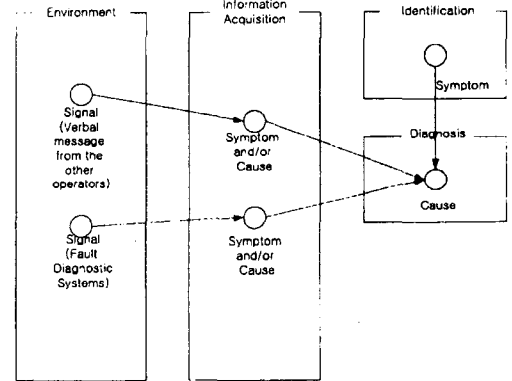 Environment
Information
Acquisition
Identification
Signal
(Verbal
message
from the
other
operators)
Symptom
and/or
Cause
Symptom
Diagnosis
Cause
Signal
(Fault
Diagnostic
Systems)
Symptom
and/or
Cause